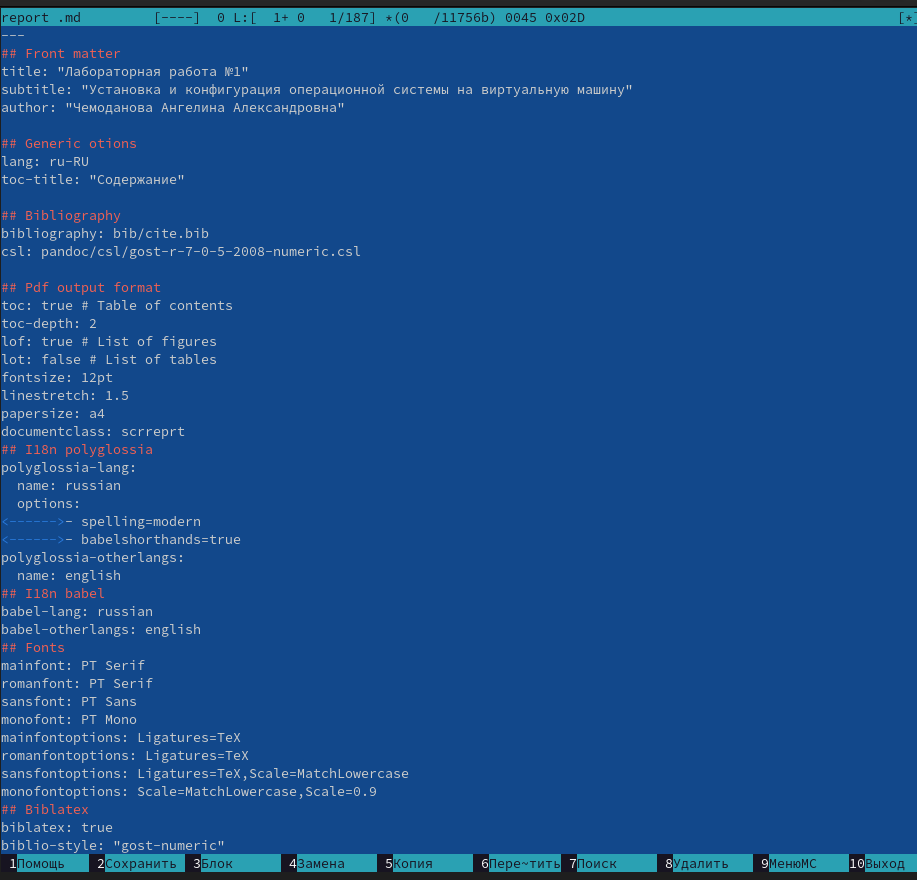 report .md         [----]  0 L:[  1+ 0   1/187] *(0   /11756b) 0045 0x02D                                       [*]
---
## Front matter
title: "Лабораторная работа №1"
subtitle: "Установка и конфигурация операционной системы на виртуальную машину"
author: "Чемоданова Ангелина Александровна"

## Generic otions
lang: ru-RU
toc-title: "Содержание"

## Bibliography
bibliography: bib/cite.bib
csl: pandoc/csl/gost-r-7-0-5-2008-numeric.csl

## Pdf output format
toc: true # Table of contents
toc-depth: 2
lof: true # List of figures
lot: false # List of tables
fontsize: 12pt
linestretch: 1.5
papersize: a4
documentclass: scrreprt
## I18n polyglossia
polyglossia-lang:
  name: russian
  options:
<------>- spelling=modern
<------>- babelshorthands=true
polyglossia-otherlangs:
  name: english
## I18n babel
babel-lang: russian
babel-otherlangs: english
## Fonts
mainfont: PT Serif
romanfont: PT Serif
sansfont: PT Sans
monofont: PT Mono
mainfontoptions: Ligatures=TeX
romanfontoptions: Ligatures=TeX
sansfontoptions: Ligatures=TeX,Scale=MatchLowercase
monofontoptions: Scale=MatchLowercase,Scale=0.9
## Biblatex
biblatex: true
biblio-style: "gost-numeric"
1Помощь 2Сохранить 3Блок 4Замена 5Копия 6Пере~тить 7Поиск 8Удалить 9МенюMC 10Выход